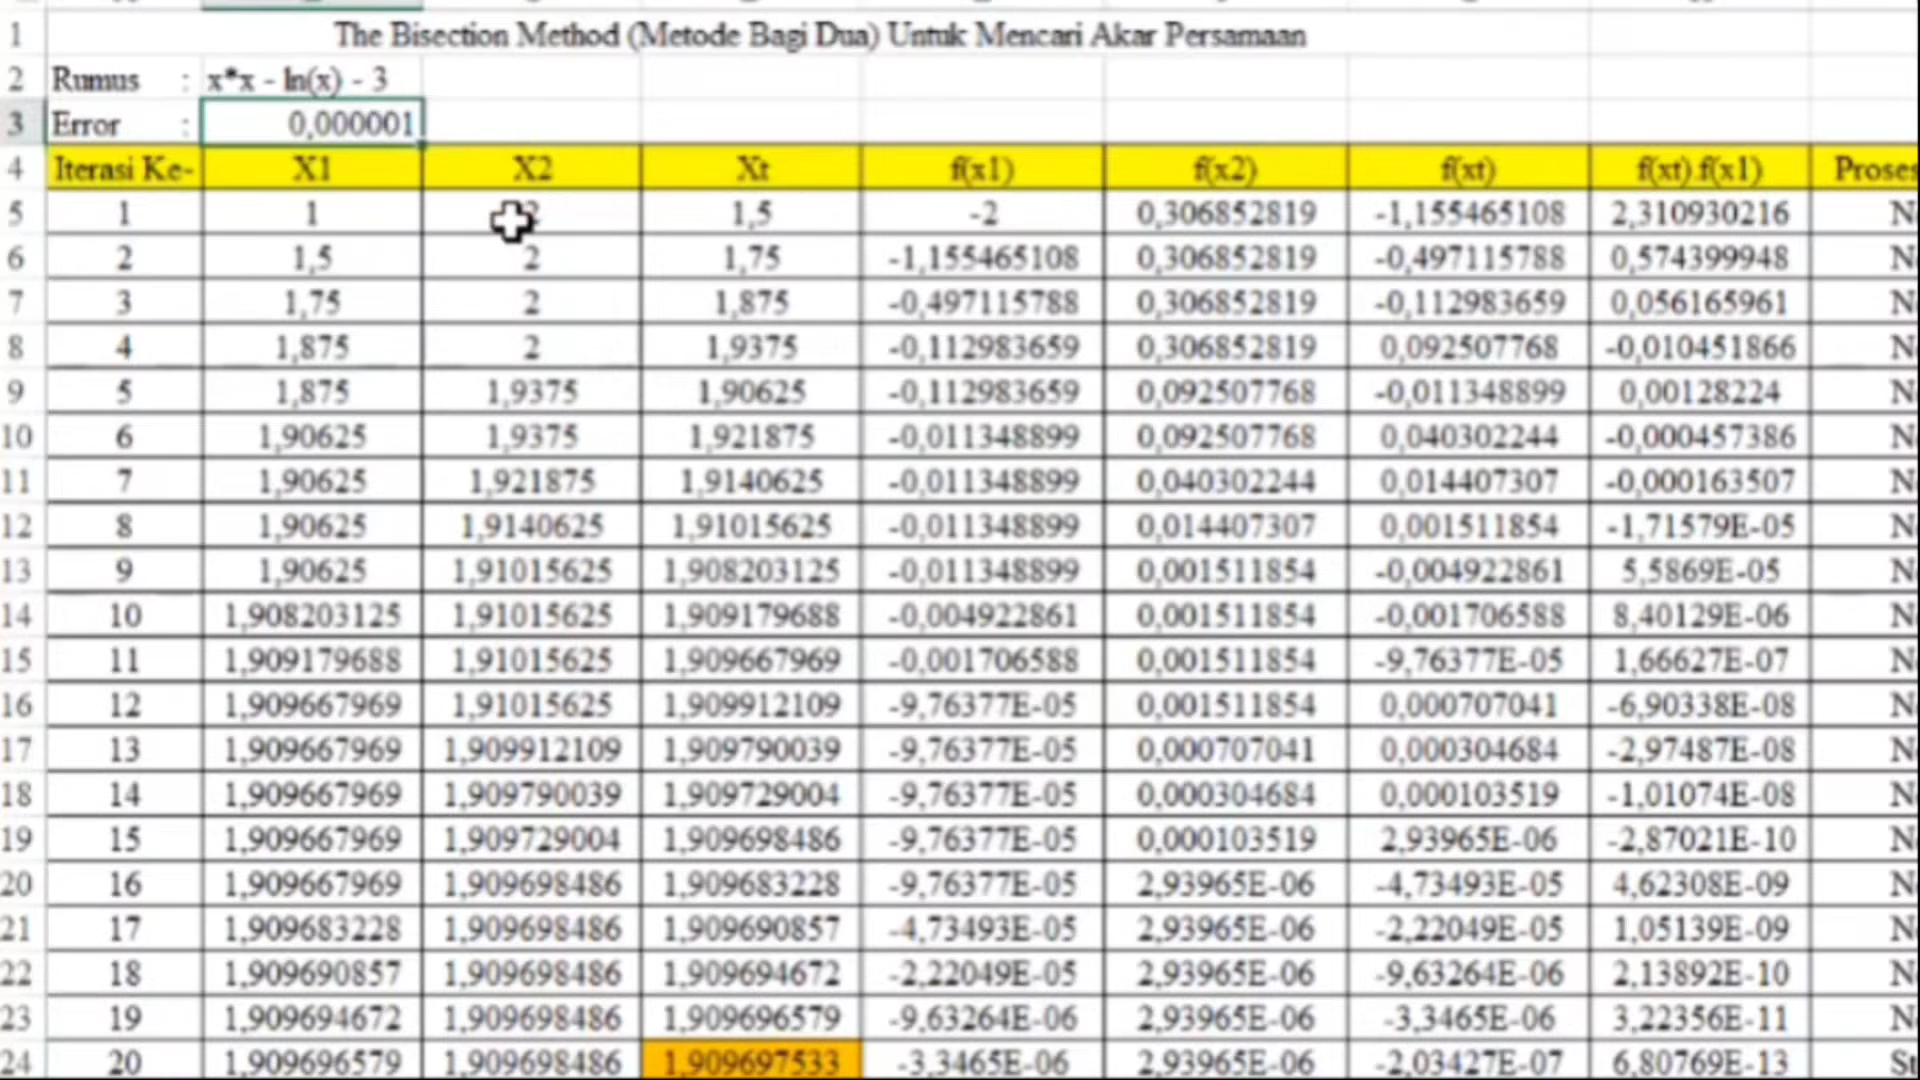 1 The Bisection Method (Metode Bagi Dua) Untuk Mencari Akar Persamaan
2 Rumus : x*x - ln(x) - 3
3 Error : 0,000001
4 Iterasi Ke- X1 X2 Xt f(x1) f(x2) f(xt) f(xt).f(x1) Proses
5 1 1 2 1,5 -2 0,306852819 -1,155465108 2,310930216 N
6 2 1,5 2 1,75 -1,155465108 0,306852819 -0,497115788 0,574399948 N
7 3 1,75 2 1,875 -0,497115788 0,306852819 -0,112983659 0,056165961 N
8 4 1,875 2 1,9375 -0,112983659 0,306852819 0,092507768 -0,010451866 N
9 5 1,875 1,9375 1,90625 -0,112983659 0,092507768 -0,011348899 0,00128224 N
10 6 1,90625 1,9375 1,921875 -0,011348899 0,092507768 0,040302244 -0,000457386 N
11 7 1,90625 1,921875 1,9140625 -0,011348899 0,040302244 0,014407307 -0,000163507 N
12 8 1,90625 1,9140625 1,91015625 -0,011348899 0,014407307 0,001511854 -1,71579E-05 N
13 9 1,90625 1,91015625 1,908203125 -0,011348899 0,001511854 -0,004922861 5,5869E-05 N
14 10 1,908203125 1,91015625 1,909179688 -0,004922861 0,001511854 -0,001706588 8,40129E-06 N
15 11 1,909179688 1,91015625 1,909667969 -0,001706588 0,001511854 -9,76377E-05 1,66627E-07 N
16 12 1,909667969 1,91015625 1,909912109 -9,76377E-05 0,001511854 0,000707041 -6,90338E-08 N
17 13 1,909667969 1,909912109 1,909790039 -9,76377E-05 0,000707041 0,000304684 -2,97487E-08 N
18 14 1,909667969 1,909790039 1,909729004 -9,76377E-05 0,000304684 0,000103519 -1,01074E-08 N
19 15 1,909667969 1,909729004 1,909698486 -9,76377E-05 0,000103519 2,93965E-06 -2,87021E-10 N
20 16 1,909667969 1,909698486 1,909683228 -9,76377E-05 2,93965E-06 -4,73493E-05 4,62308E-09 N
21 17 1,909683228 1,909698486 1,909690857 -4,73493E-05 2,93965E-06 -2,22049E-05 1,05139E-09 N
22 18 1,909690857 1,909698486 1,909694672 -2,22049E-05 2,93965E-06 -9,63264E-06 2,13892E-10 N
23 19 1,909694672 1,909698486 1,909696579 -9,63264E-06 2,93965E-06 -3,3465E-06 3,22356E-11 N
24 20 1,909696579 1,909698486 1,909697533 -3,3465E-06 2,93965E-06 -2,03427E-07 6,80769E-13 St